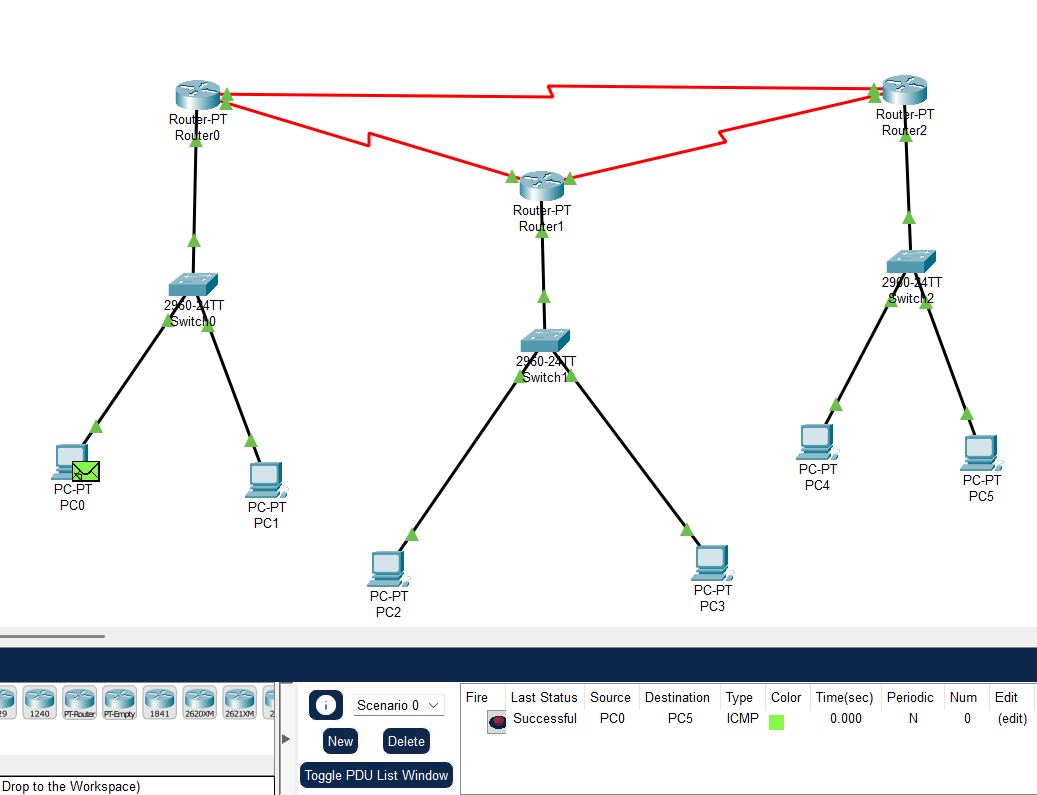 Router-PT
Router0
Router-PT
Router2
Router-PT
Router1
2960-24TT
Switch0
2960-24TT
Switch2
2960-24TT
Switch1
PC-PT
PC0
PC-PT
PC1
PC-PT
PC4
PC-PT
PC5
PC-PT
PC2
PC-PT
PC3
29
1240
PT-Router
PT-Empty
1841
2620XM
2621XM
2
Drop to the Workspace)
Scenario 0
New
Delete
Toggle PDU List Window
Fire Last Status Source Destination Type Color Time(sec) Periodic Num Edit
Successful PC0 PC5 ICMP 0.000 N 0 (edit)